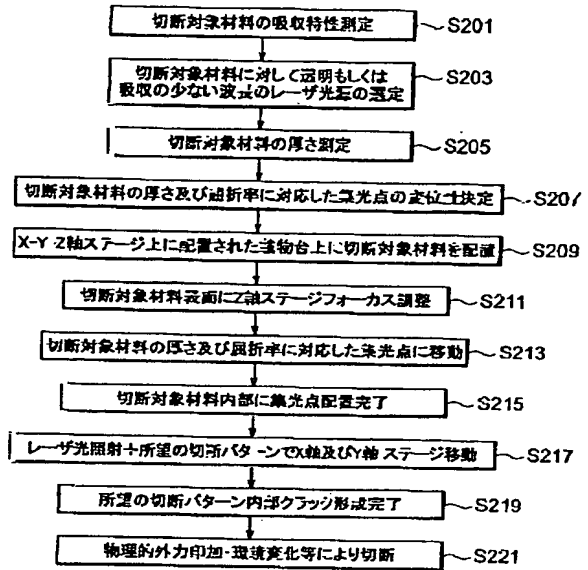 切断対象材料の吸収特性測定
S201
切断対象材料に対して透明もしくは
吸収の少ない波長のレーザ光源の選定
S203
切断対象材料の厚さ測定
S205
切断対象材料の厚さ及び屈折率に対応した集光点の変位量決定
S207
X-Y-Z軸ステージ上に配置された載物台上に切断対象材料を配置
S209
切断対象材料表面にZ軸ステージフォーカス調整
S211
切断対象材料の厚さ及び屈折率に対応した集光点に移動
S213
切断対象材料内部に集光点配置完了
S215
レーザ光照射+所望の切断パターンでX軸及びY軸ステージ移動
S217
所望の切断パターン内部クラック形成完了
S219
物理的外力印加・環境変化等により切断
S221